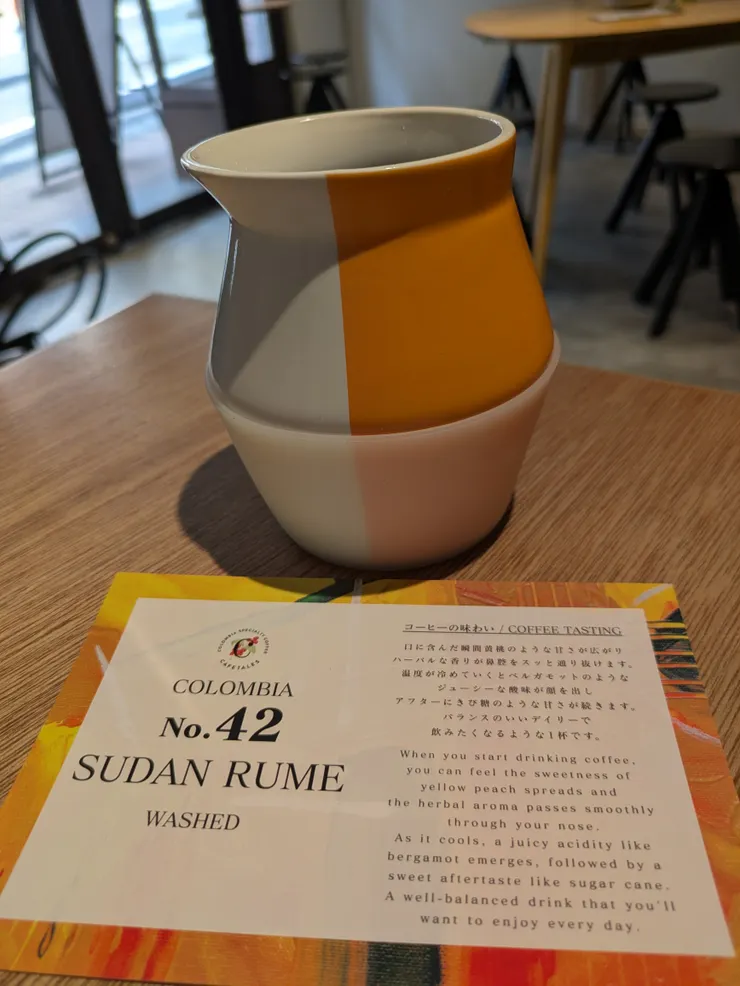 COLOMBIA SPECIALTY COFFEE
CAFETALES
COLOMBIA
No.42
SUDAN RUME
WASHED
コーヒーの味わい / COFFEE TASTING
口に含んだ瞬間黄桃のような甘さが広がり
ハーバルな香りが鼻腔をスッと通り抜けます。
温度が冷めていくとベルガモットのような
ジューシーな酸味が顔を出し
アフターにきび糖のような甘さが続きます。
バランスのいいデイリーで
飲みたくなるような1杯です。
When you start drinking coffee,
you can feel the sweetness of
yellow peach spreads and
the herbal aroma passes smoothly
through your nose.
As it cools, a juicy acidity like
bergamot emerges, followed by a
sweet aftertaste like sugar cane.
A well-balanced drink that you'll
want to enjoy every day.